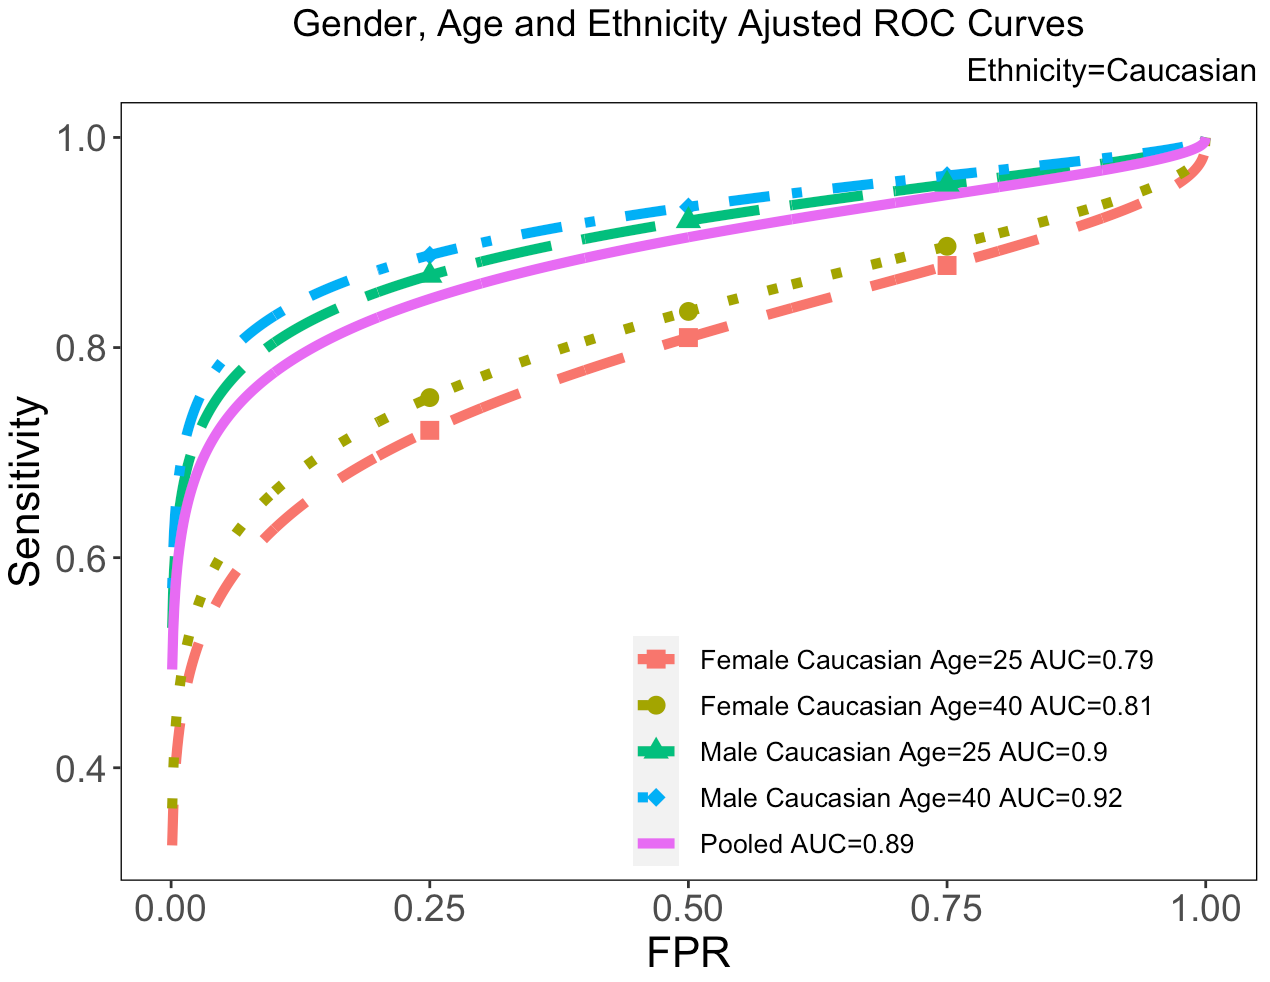 Gender, Age and Ethnicity Ajusted ROC Curves
Ethnicity=Caucasian
1.0
0.8
0.6
0.4
Sensitivity
Female Caucasian Age=25 AUC=0.79
Female Caucasian Age=40 AUC=0.81
Male Caucasian Age=25 AUC=0.9
Male Caucasian Age=40 AUC=0.92
Pooled AUC=0.89
0.00 0.25 0.50 0.75 1.00
FPR